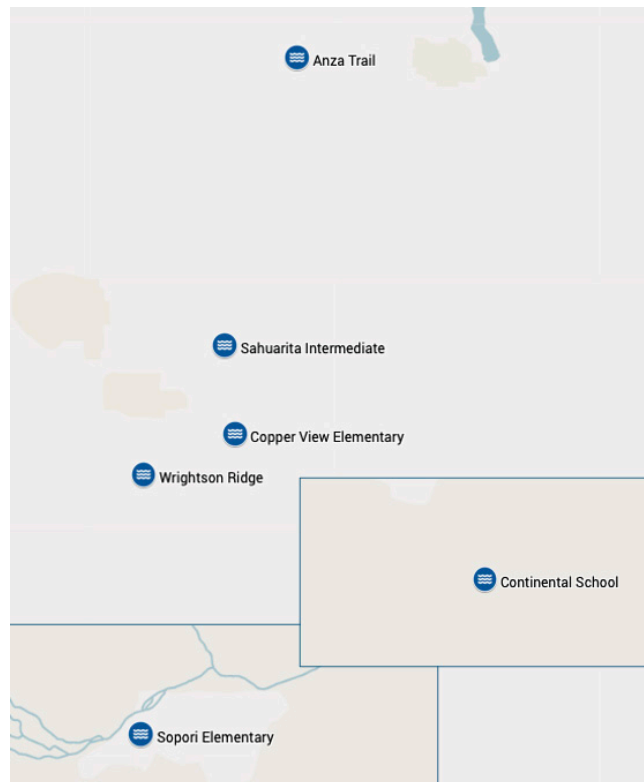 Anza Trail
Sahuarita Intermediate
Copper View Elementary
Wrightson Ridge
Continental School
Sopori Elementary